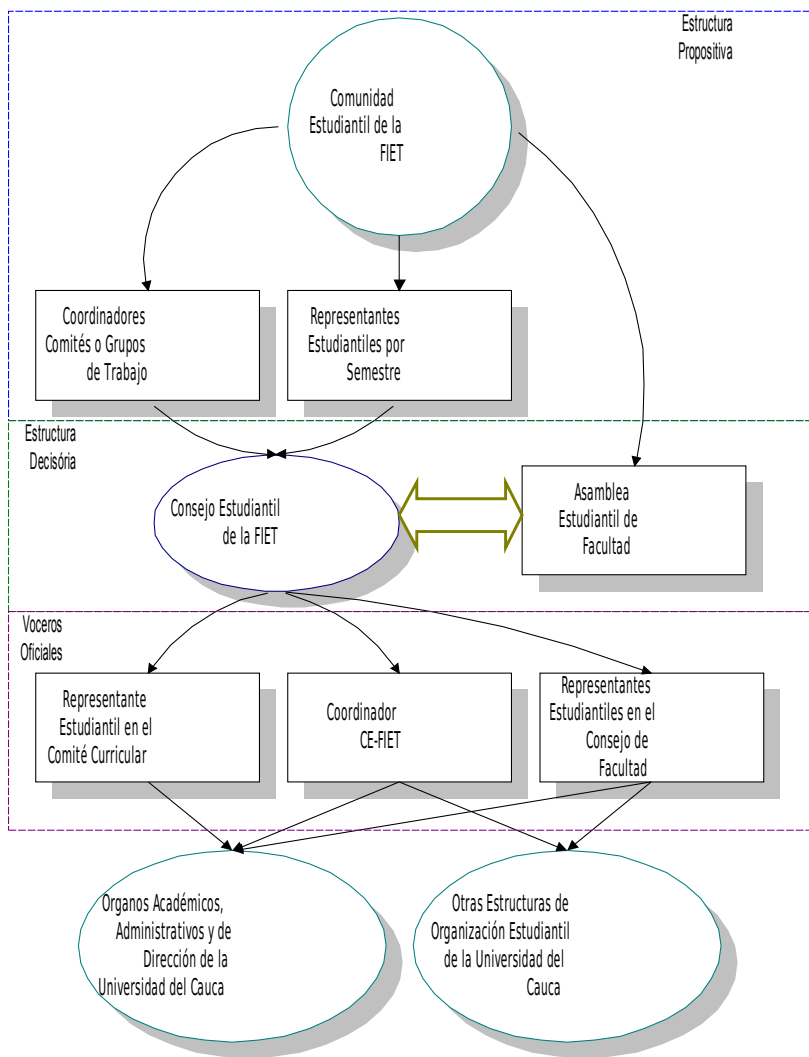 Estructura
Propositiva
Comunidad
Estudiantil de la
FIET
Coordinadores
Comités o Grupos
de Trabajo
Representantes
Estudiantiles por
Semestre
Estructura
Decisória
Consejo Estudiantil
de la FIET
Asamblea
Estudiantil de
Facultad
Voceros
Oficiales
Representante
Estudiantil en el
Comité Curricular
Coordinador
CE-FIET
Representantes
Estudiantiles en el
Consejo de
Facultad
Organos Académicos,
Administrativos y de
Dirección de la
Universidad del Cauca
Otras Estructuras de
Organización Estudiantil
de la Universidad del
Cauca